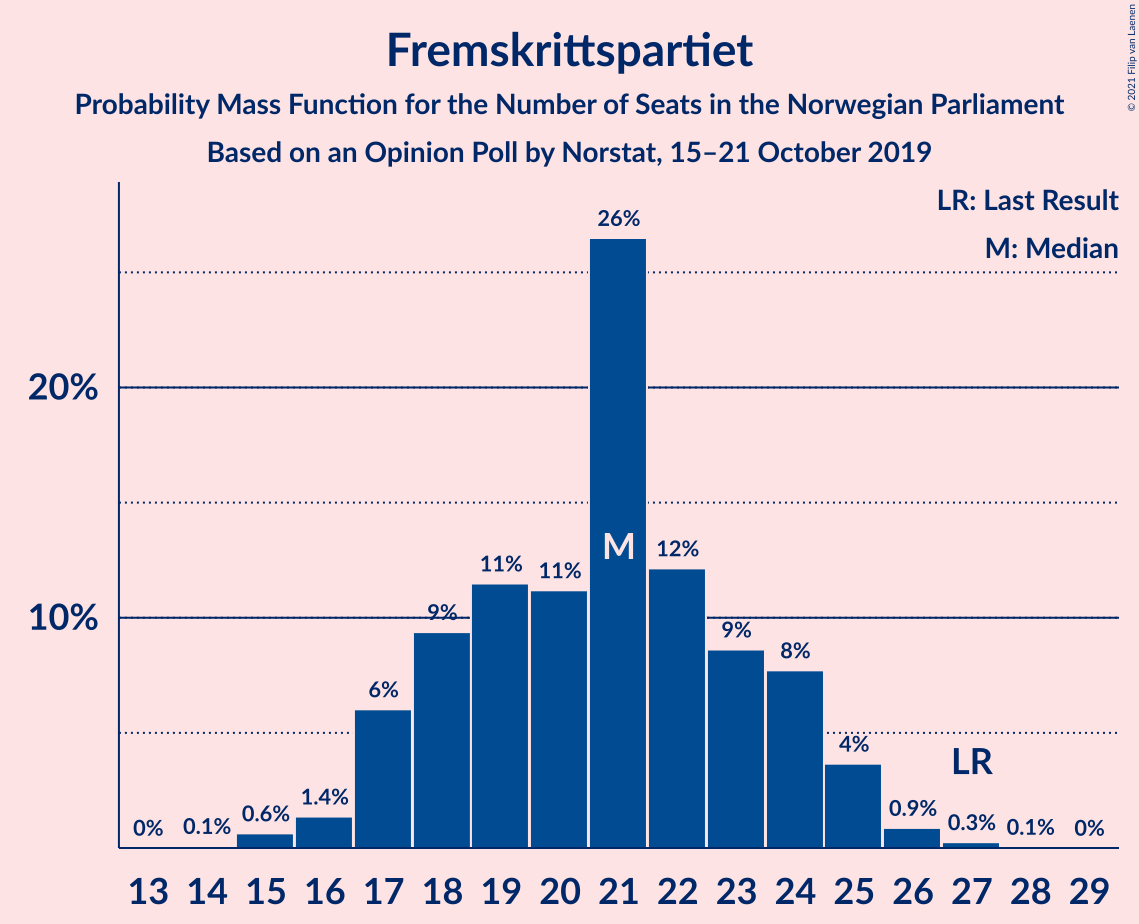 Fremskrittspartiet
Probability Mass Function for the Number of Seats in the Norwegian Parliament
Based on an Opinion Poll by Norstat, 15–21 October 2019
© 2021 Filip van Laenen
LR: Last Result
M: Median
20%
10%
0%
0.1%
0.6%
1.4%
6%
9%
11%
11%
26%
M
12%
9%
8%
4%
0.9%
LR
0.3%
0.1%
0%
13 14 15 16 17 18 19 20 21 22 23 24 25 26 27 28 29